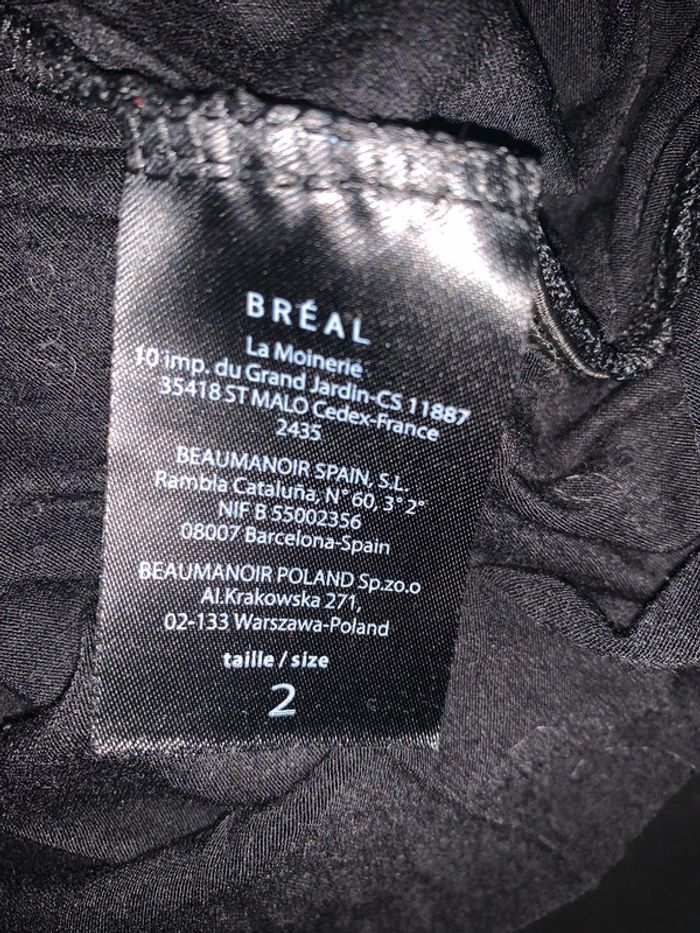 BRÉAL
La Moinerie
10 imp. du Grand Jardin-CS 11887
35418 ST MALO Cedex-France
2435
BEAUMANOIR SPAIN, S.L.
Rambla Cataluña, N° 60, 3° 2°
NIF B 55002356
08007 Barcelona-Spain
BEAUMANOIR POLAND Sp.zo.o
Al.Krakowska 271,
02-133 Warszawa-Poland
taille / size
2